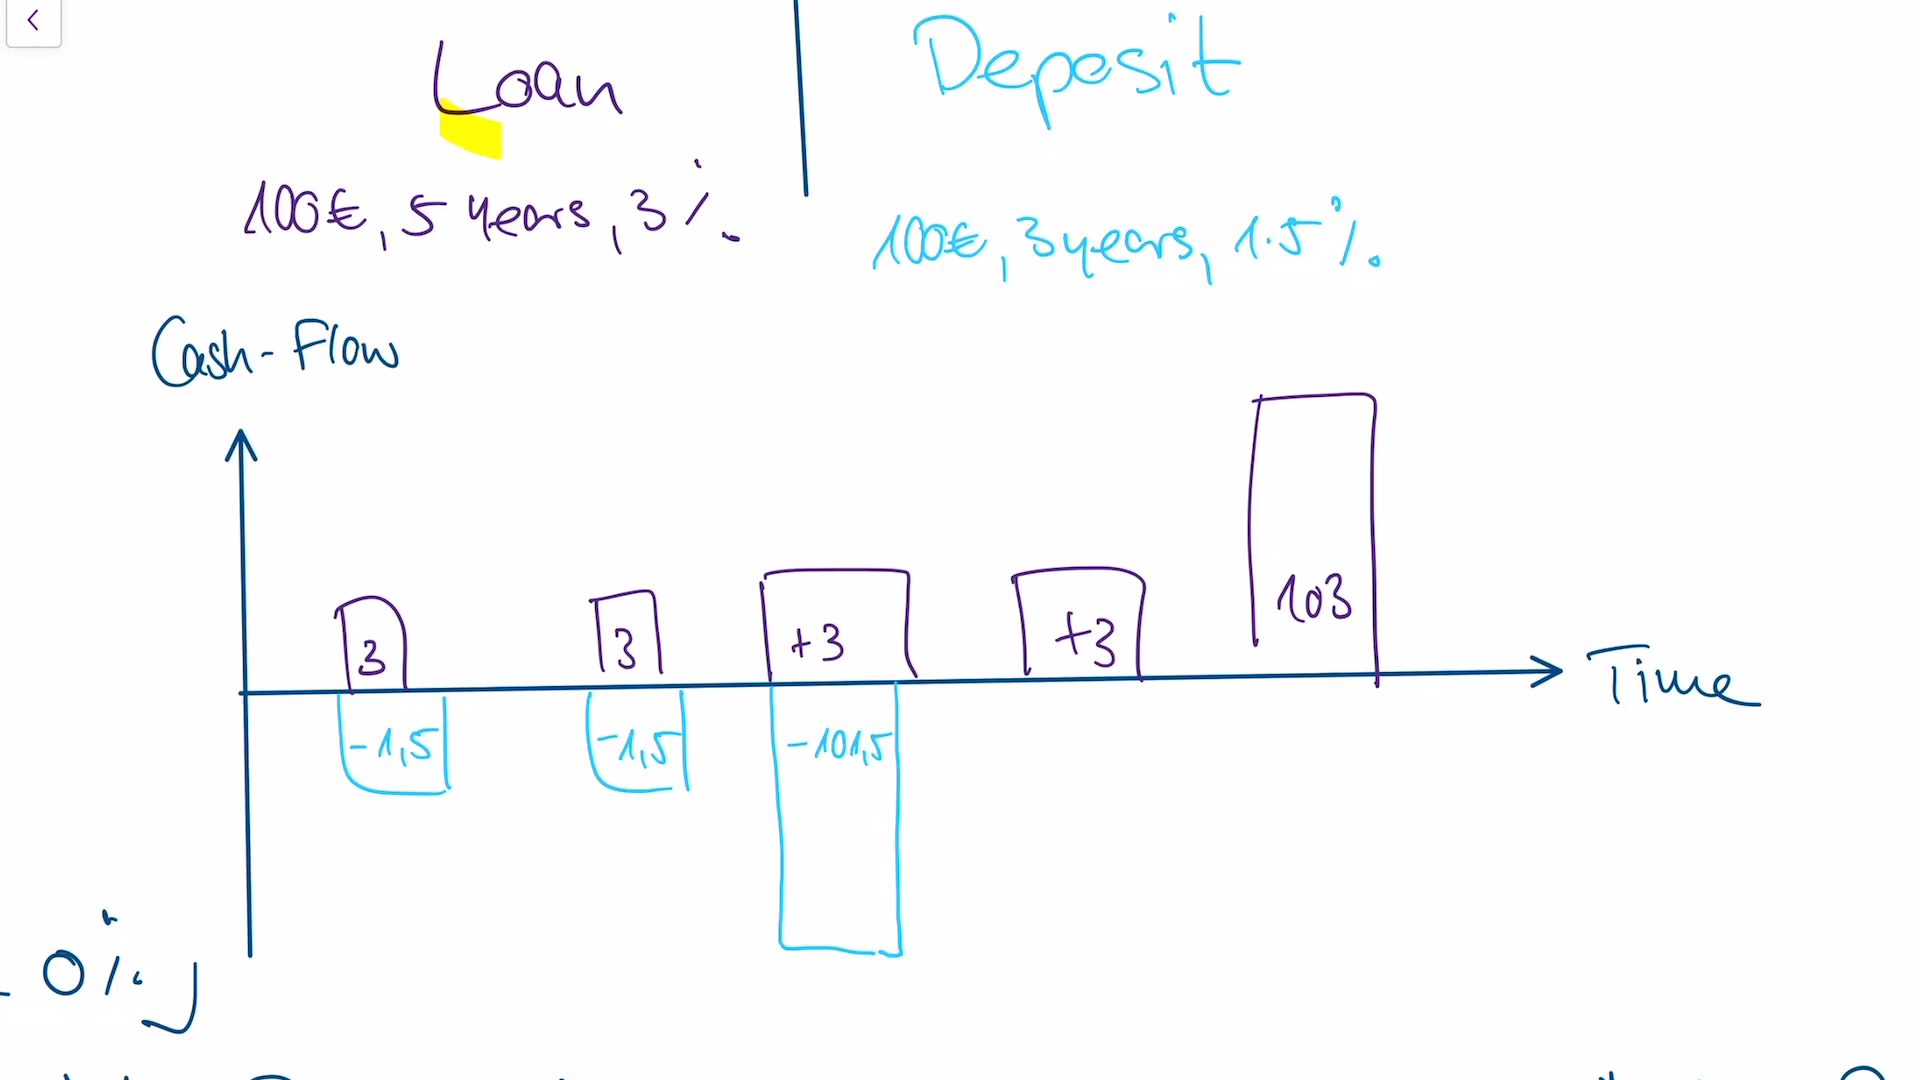 Loan
Deposit
100€, 5 years, 3%
100€, 3 years, 1.5%
Cash-Flow
3
3
+3
+3
103
Time
-1,5
-1,5
-101,5
0%